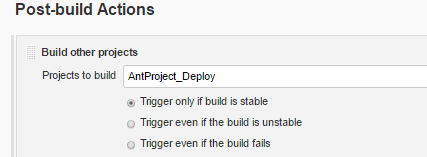 Post-build Actions
Build other projects
Projects to build AntProject_Deploy
Trigger only if build is stable
Trigger even if the build is unstable
Trigger even if the build fails